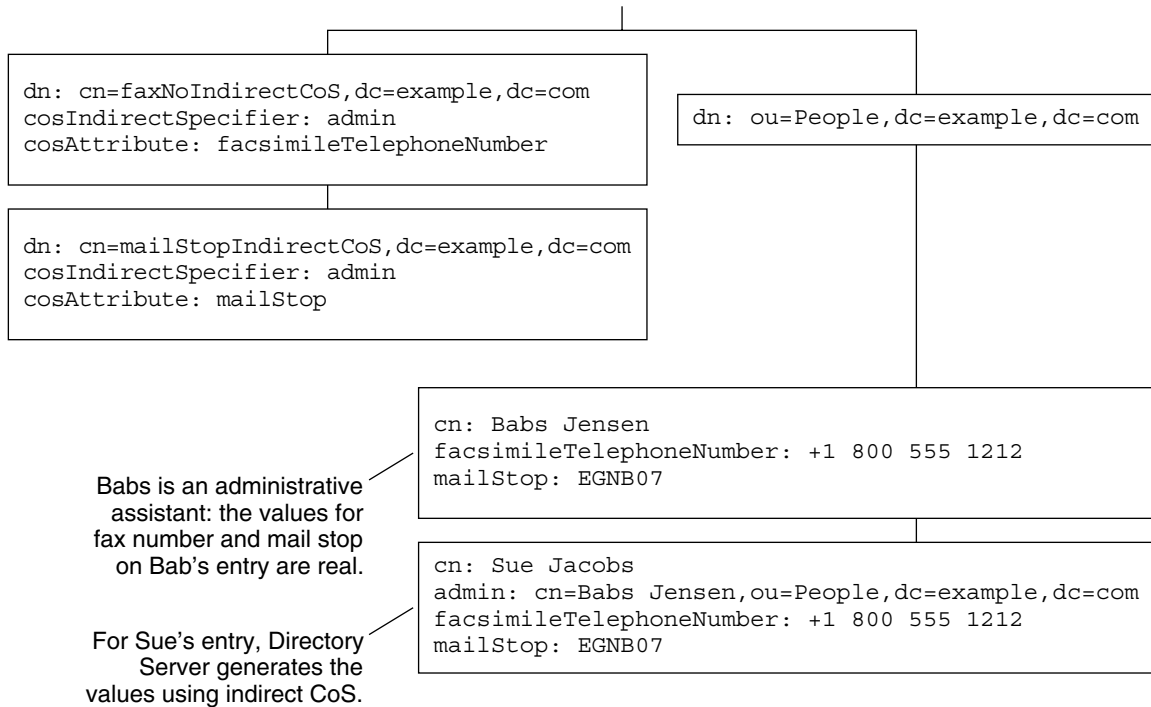 dn: cn=faxNoIndirectCoS,dc=example,dc=com
cosIndirectSpecifier: admin
cosAttribute: facsimileTelephoneNumber
dn: ou=People,dc=example,dc=com
dn: cn=mailStopIndirectCoS,dc=example,dc=com
cosIndirectSpecifier: admin
cosAttribute: mailStop
cn: Babs Jensen
facsimileTelephoneNumber: +1 800 555 1212
mailStop: EGNB07
Babs is an administrative
assistant: the values for
fax number and mail stop
on Bab's entry are real.
cn: Sue Jacobs
admin: cn=Babs Jensen,ou=People,dc=example,dc=com
facsimileTelephoneNumber: +1 800 555 1212
mailStop: EGNB07
For Sue's entry, Directory
Server generates the
values using indirect CoS.